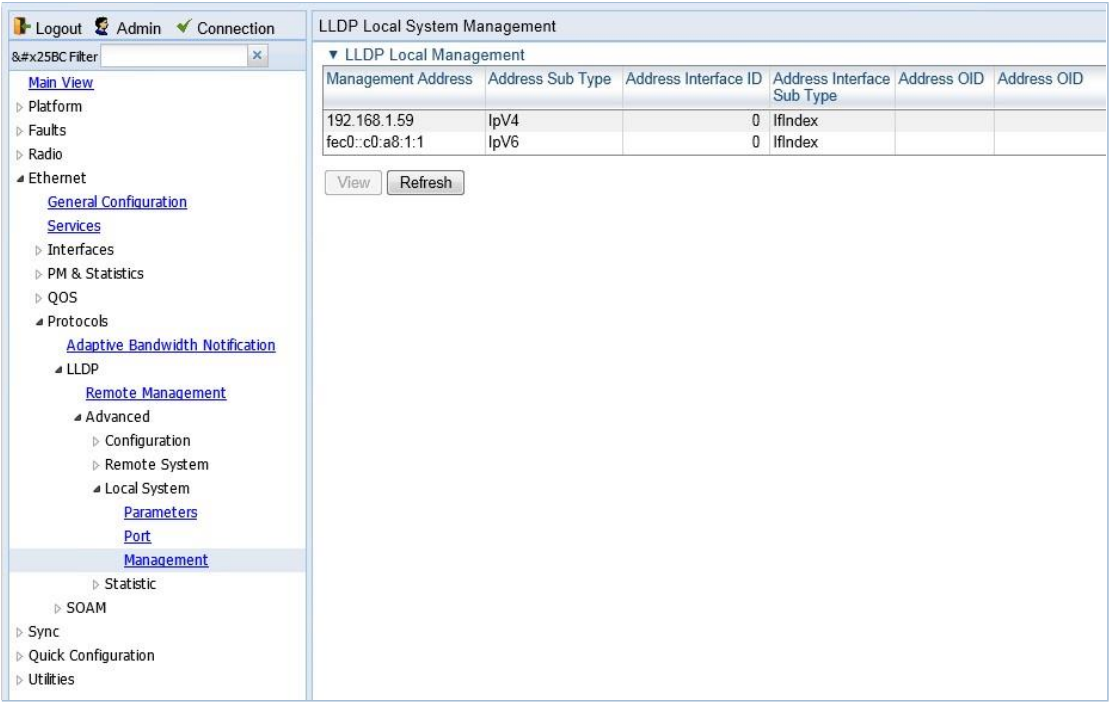 Logout Admin Connection
&#x25BC Filter
Main View
Platform
Faults
Radio
Ethernet
General Configuration
Services
Interfaces
PM & Statistics
QOS
Protocols
Adaptive Bandwidth Notification
LLDP
Remote Management
Advanced
Configuration
Remote System
Local System
Parameters
Port
Management
Statistic
SOAM
Sync
Quick Configuration
Utilities
LLDP Local System Management
▼ LLDP Local Management
Management Address Address Sub Type Address Interface ID Address Interface Sub Type Address OID Address OID
192.168.1.59 IpV4 0 IfIndex
fec0::c0:a8:1:1 IpV6 0 IfIndex
View Refresh